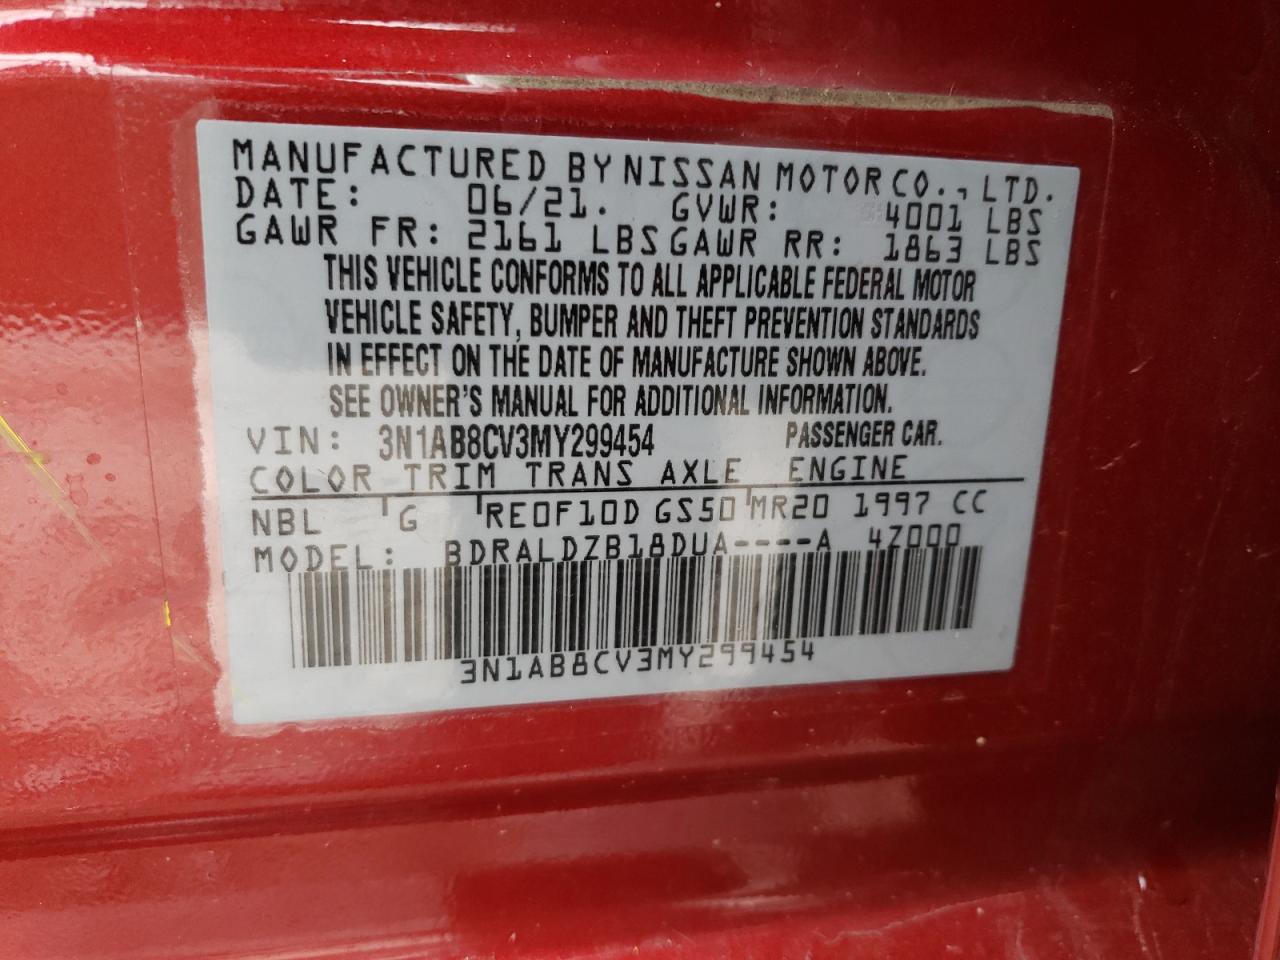 MANUFACTURED BY NISSAN MOTOR CO., LTD.
DATE: 06/21. GVWR: 4001 LBS
GAWR FR: 2161 LBS GAWR RR: 1863 LBS
THIS VEHICLE CONFORMS TO ALL APPLICABLE FEDERAL MOTOR
VEHICLE SAFETY, BUMPER AND THEFT PREVENTION STANDARDS
IN EFFECT ON THE DATE OF MANUFACTURE SHOWN ABOVE.
SEE OWNER'S MANUAL FOR ADDITIONAL INFORMATION.
VIN: 3N1AB8CV3MY299454 PASSENGER CAR.
COLOR TRIM TRANS AXLE ENGINE
NBL G RE0F10D GS50 MR20 1997 CC
MODEL: BDRALDZB18DUA----A 4Z000
3N1AB8CV3MY299454